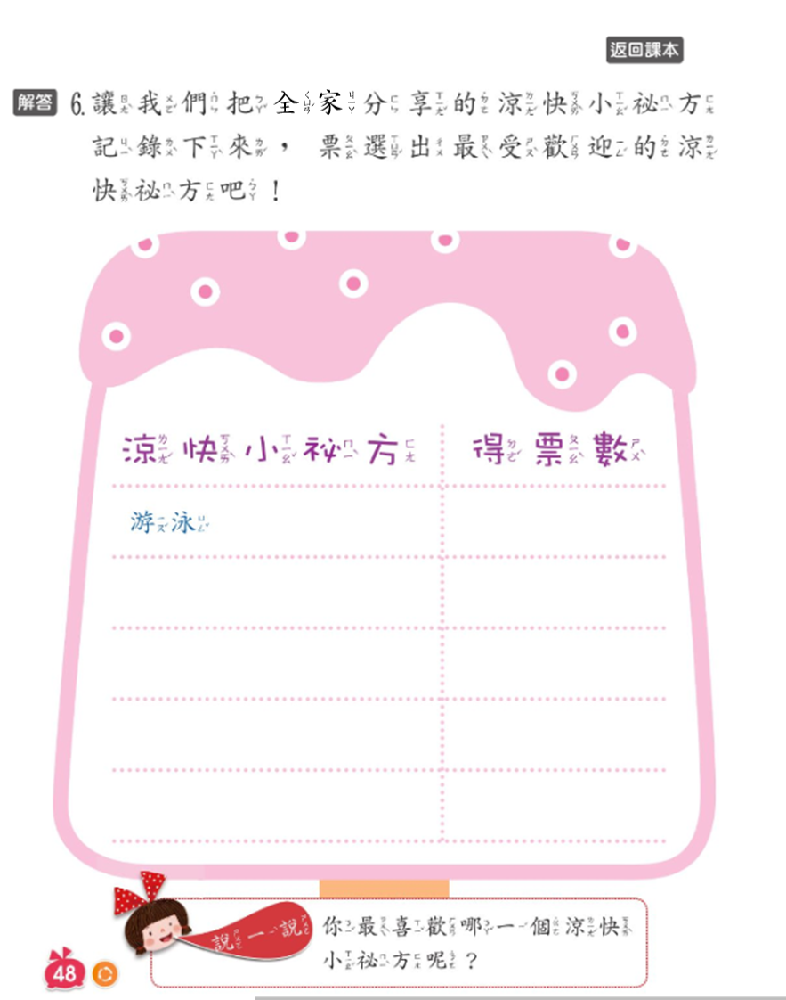 返回課本
解答 6. 讓我們把全家分享的涼快小祕方
記錄下來，票選出最受歡迎的涼
快祕方吧！
涼快小祕方 得票數
游泳
說一說 你最喜歡哪一個涼快
小祕方呢？
48